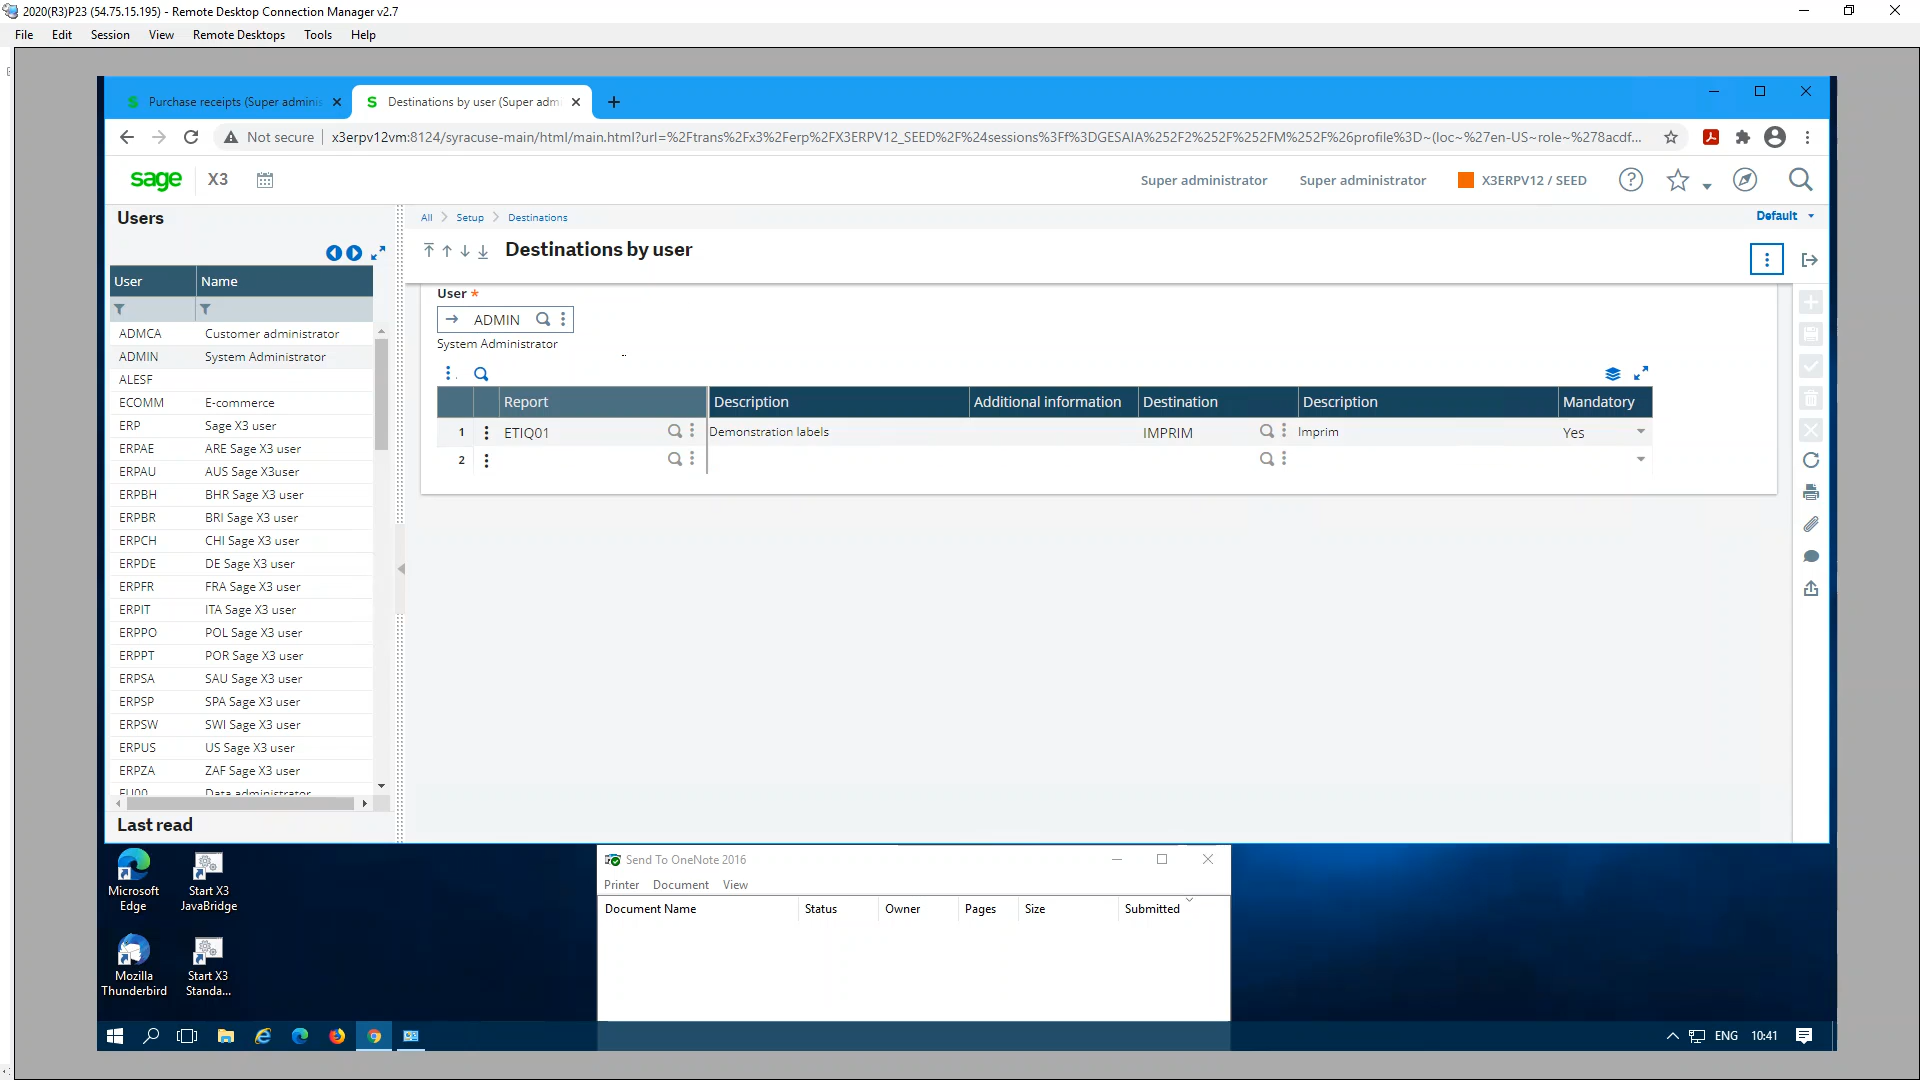 2020(R3)P23 (54.75.15.195) - Remote Desktop Connection Manager v2.7
File Edit Session View Remote Desktops Tools Help
S Purchase receipts (Super adminis
S Destinations by user (Super adm
Not secure x3erpv12vm:8124/syracuse-main/html/main.html?url=%2Ftrans%2Fx3%2Ferp%2FX3ERPV12_SEED%2F%24sessions%3Ff%3DGESAIA%252F2%252F%252FM%252F%26profile%3D~(loc~%27en-US~role~%278acdf...
sage X3 Super administrator Super administrator X3ERPV12 / SEED
Users
All Setup Destinations
Default
Destinations by user
User Name
ADMCA Customer administrator
ADMIN System Administrator
ALESF
ECOMM E-commerce
ERP Sage X3 user
ERPAE ARE Sage X3 user
ERPAU AUS Sage X3user
ERPBH BHR Sage X3 user
ERPBR BRI Sage X3 user
ERPCH CHI Sage X3 user
ERPDE DE Sage X3 user
ERPFR FRA Sage X3 user
ERPIT ITA Sage X3 user
ERPPO POL Sage X3 user
ERPPT POR Sage X3 user
ERPSA SAU Sage X3 user
ERPSP SPA Sage X3 user
ERPSW SWI Sage X3 user
ERPUS US Sage X3 user
ERPZA ZAF Sage X3 user
EU00 Data administrator
Last read
User *
ADMIN
System Administrator
Report Description Additional information Destination Description Mandatory
1 ETIQ01 Demonstration labels IMPRIM Imprim Yes
2
Microsoft Edge
Start X3 JavaBridge
Mozilla Thunderbird
Start X3 Standa...
Send To OneNote 2016
Printer Document View
Document Name Status Owner Pages Size Submitted
ENG 10:41